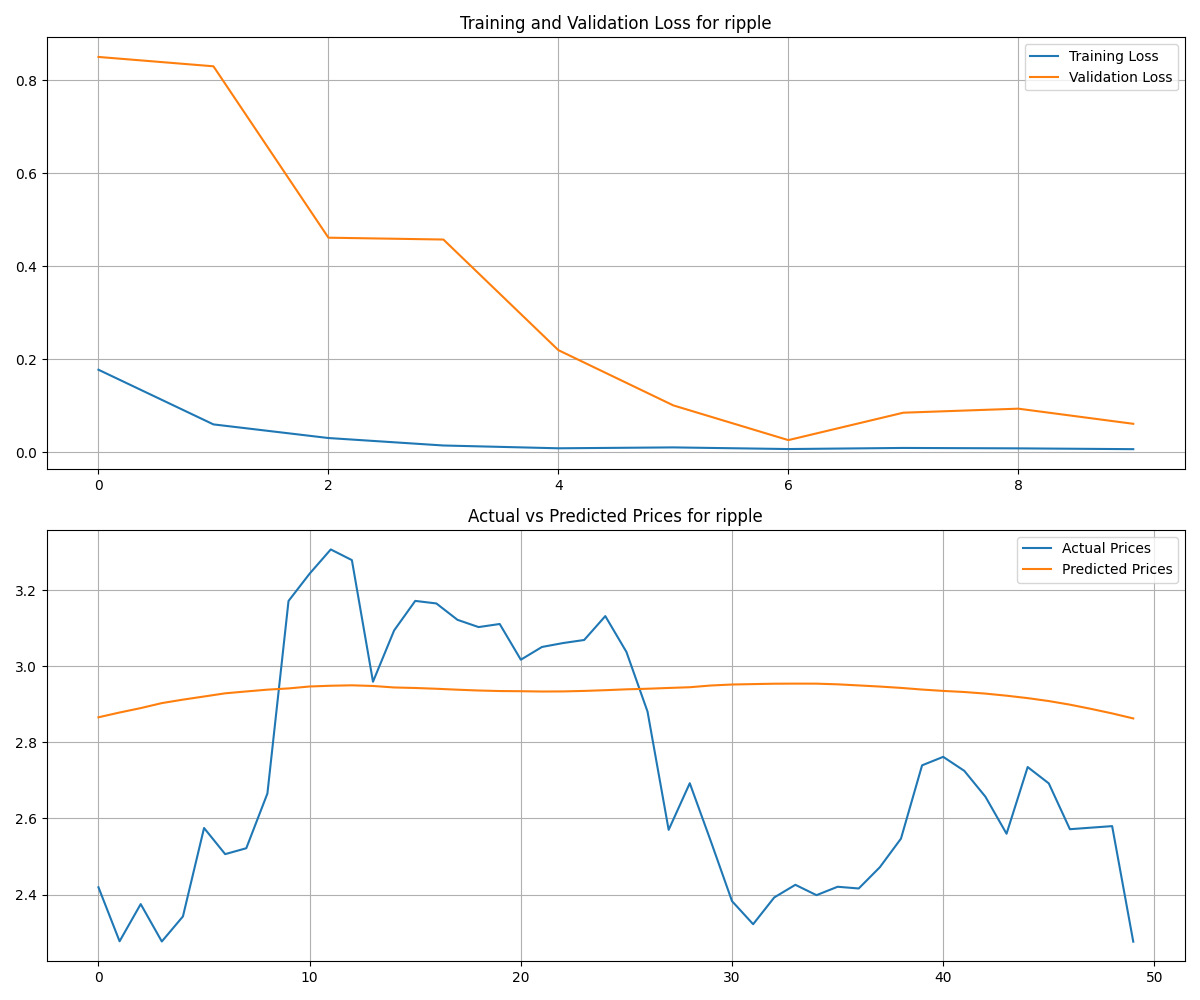 Training and Validation Loss for ripple
Training Loss
Validation Loss
0.8
0.6
0.4
0.2
0.0
0 2 4 6 8
Actual vs Predicted Prices for ripple
Actual Prices
Predicted Prices
3.2
3.0
2.8
2.6
2.4
0 10 20 30 40 50